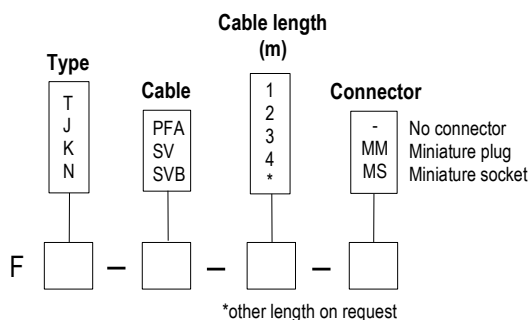 Cable length
(m)
Type
Cable
Connector
T
J
K
N
PFA
SV
SVB
1
2
3
4
*
- No connector
MM Miniature plug
MS Miniature socket
F – – –
*other length on request